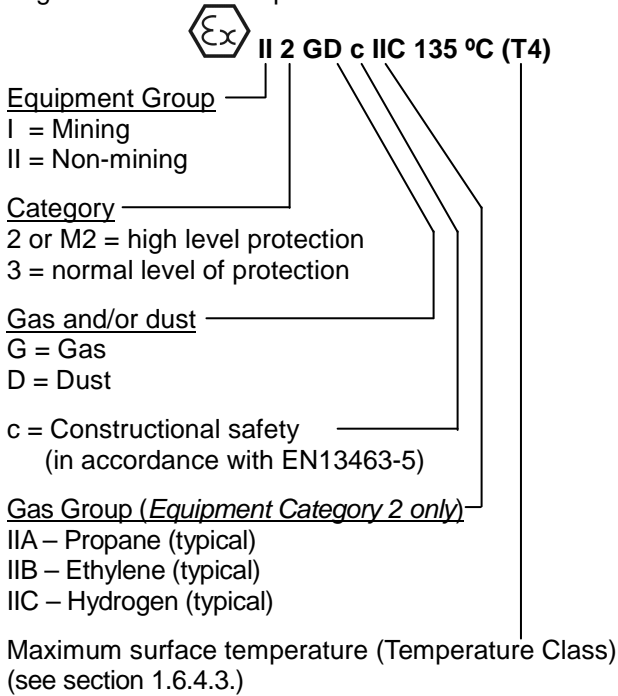 Ex II 2 GD c IIC 135 ºC (T4)
Equipment Group
I = Mining
II = Non-mining
Category
2 or M2 = high level protection
3 = normal level of protection
Gas and/or dust
G = Gas
D = Dust
c = Constructional safety
(in accordance with EN13463-5)
Gas Group (Equipment Category 2 only)
IIA – Propane (typical)
IIB – Ethylene (typical)
IIC – Hydrogen (typical)
Maximum surface temperature (Temperature Class)
(see section 1.6.4.3.)